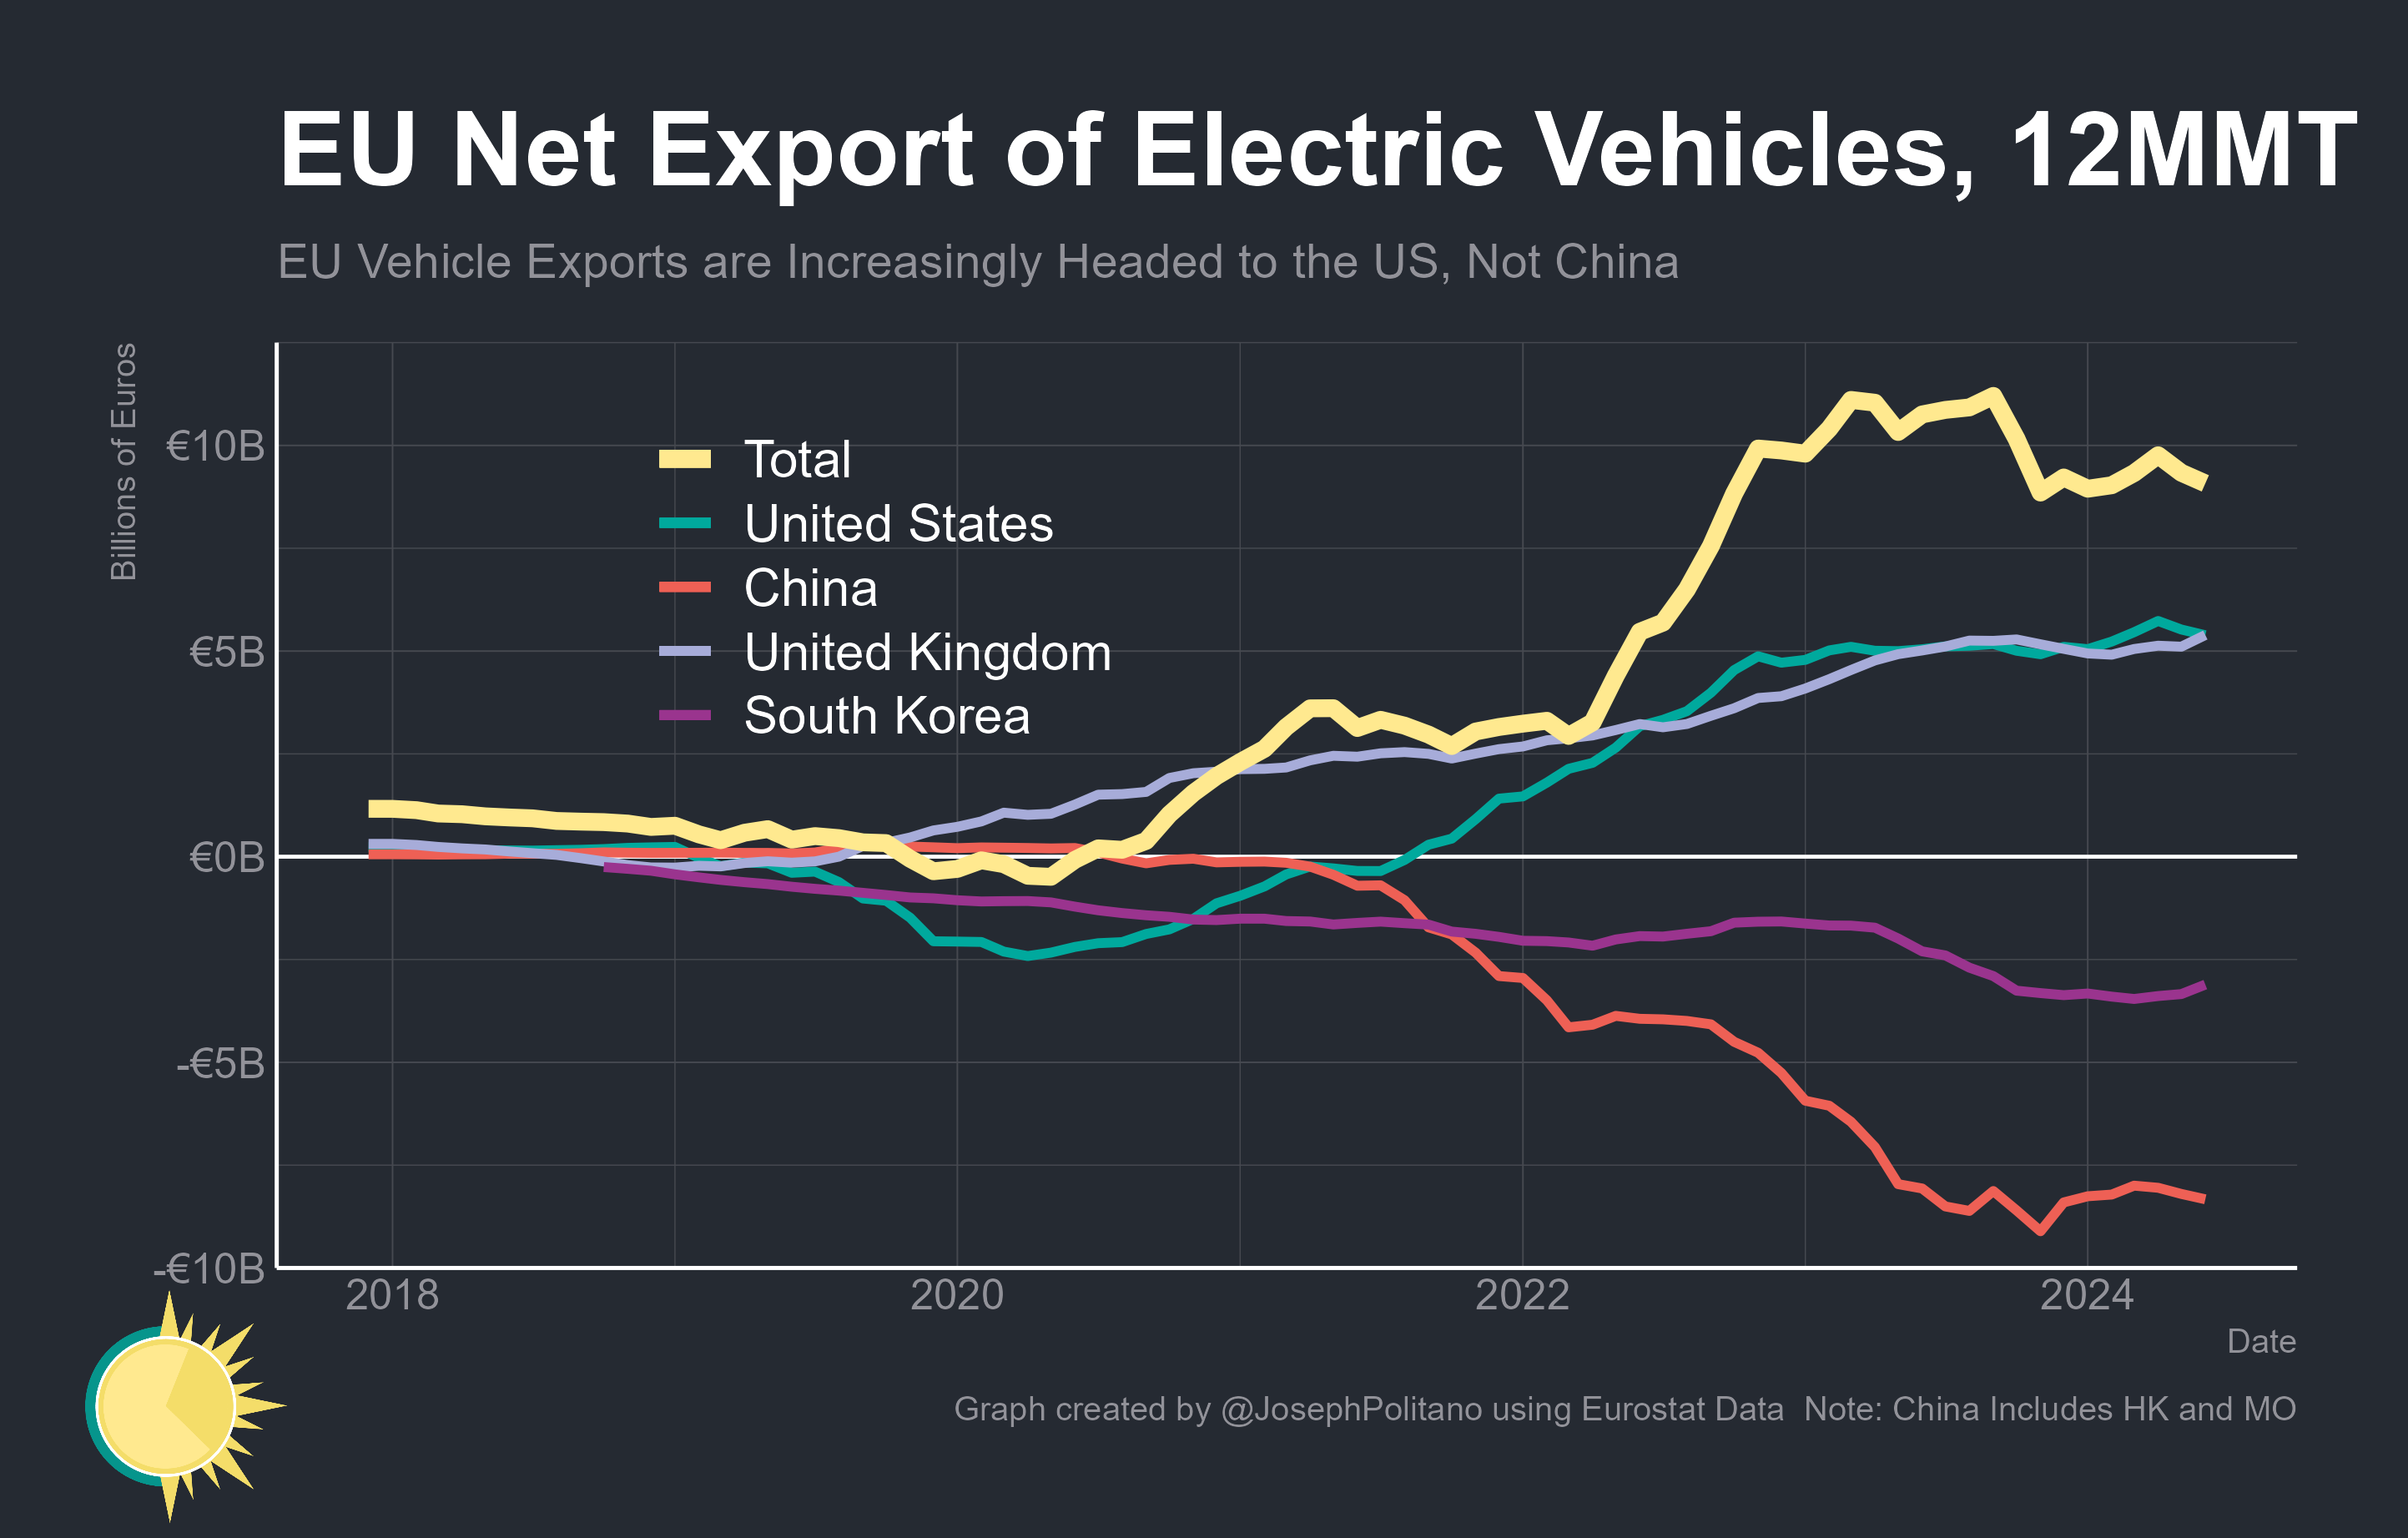 EU Net Export of Electric Vehicles, 12MMT
EU Vehicle Exports are Increasingly Headed to the US, Not China
Billions of Euros
€10B
€5B
€0B
-€5B
-€10B
Total
United States
China
United Kingdom
South Korea
2018 2020 2022 2024
Date
Graph created by @JosephPolitano using Eurostat Data Note: China Includes HK and MO